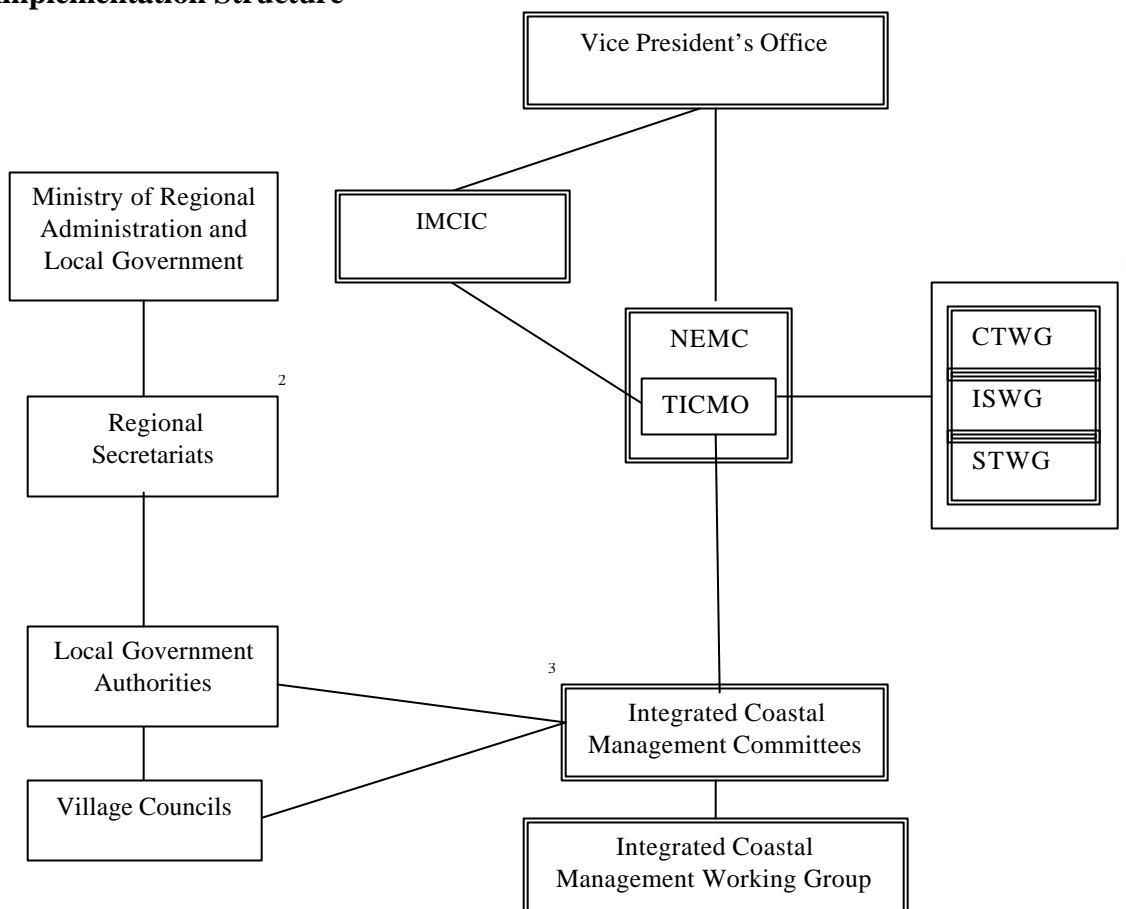 Implementation Structure
Vice President’s Office
Ministry of Regional
Administration and
Local Government
IMCIC
NEMC
TICMO
CTWG
ISWG
STWG
2
Regional
Secretariats
Local Government
Authorities
3
Integrated Coastal
Management Committees
Village Councils
Integrated Coastal
Management Working Group